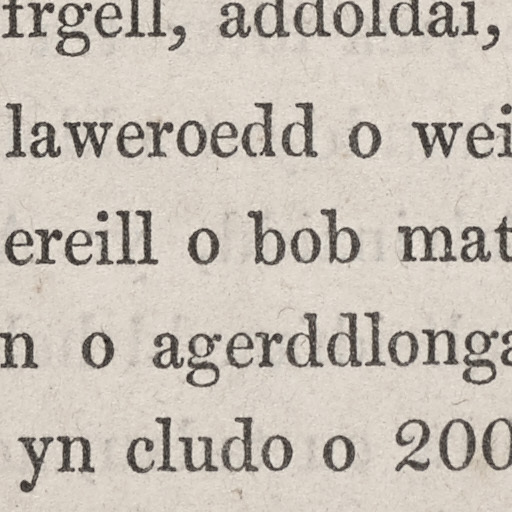 frgell, addoldai,
laweroedd o wei
ereill o bob mat
n o agerddlonga
yn cludo o 200